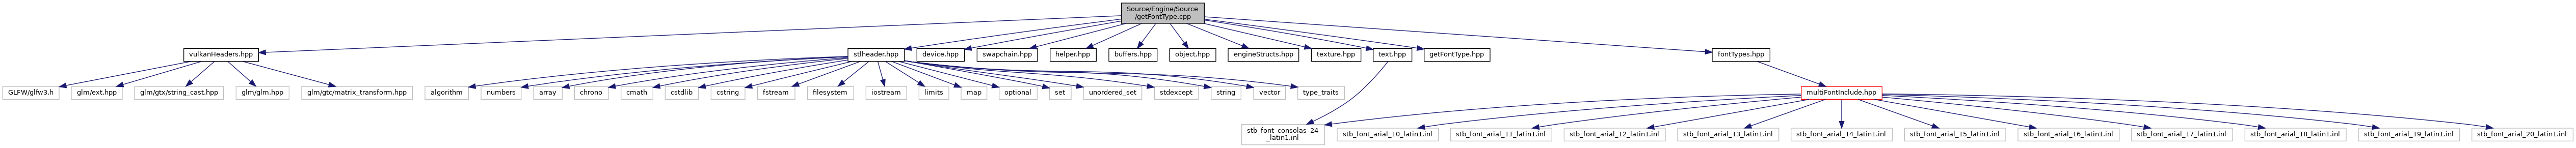 Source/Engine/Source
/getFontType.cpp
vulkanHeaders.hpp
stlheader.hpp
device.hpp
swapchain.hpp
helper.hpp
buffers.hpp
object.hpp
engineStructs.hpp
texture.hpp
text.hpp
getFontType.hpp
fontTypes.hpp
GLFW/glfw3.h
glm/ext.hpp
glm/gtx/string_cast.hpp
glm/glm.hpp
glm/gtc/matrix_transform.hpp
algorithm
numbers
array
chrono
cmath
cstdlib
cstring
fstream
filesystem
iostream
limits
map
optional
set
unordered_set
stdexcept
string
vector
type_traits
multiFontInclude.hpp
stb_font_consolas_24
_latin1.inl
stb_font_arial_10_latin1.inl
stb_font_arial_11_latin1.inl
stb_font_arial_12_latin1.inl
stb_font_arial_13_latin1.inl
stb_font_arial_14_latin1.inl
stb_font_arial_15_latin1.inl
stb_font_arial_16_latin1.inl
stb_font_arial_17_latin1.inl
stb_font_arial_18_latin1.inl
stb_font_arial_19_latin1.inl
stb_font_arial_20_latin1.inl